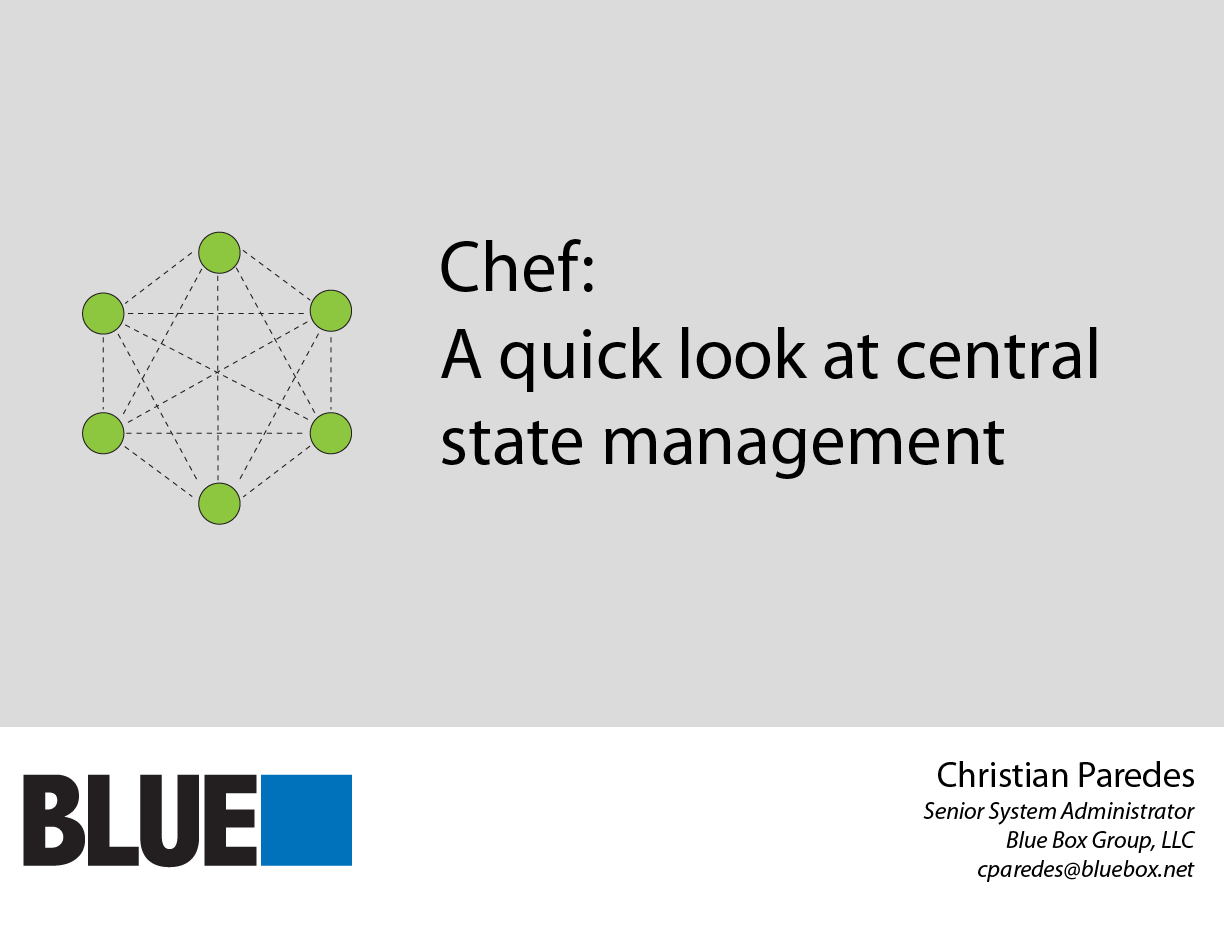 Chef:
A quick look at central
state management
BLUE
Christian Paredes
Senior System Administrator
Blue Box Group, LLC
cparedes@bluebox.net